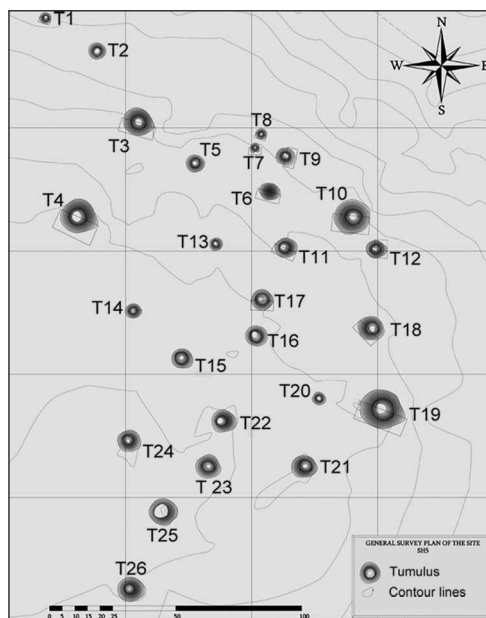 T1
T2
N
W E
S
T3
T8
T7
T9
T5
T6
T4
T10
T13
T11
T12
T14
T17
T16
T18
T15
T20
T19
T22
T24
T 23
T21
T25
T26
GENERAL SURVEY PLAN OF THE SITE
SH5
Tumulus
Contour lines
0 5 10 15 20 25 50 100